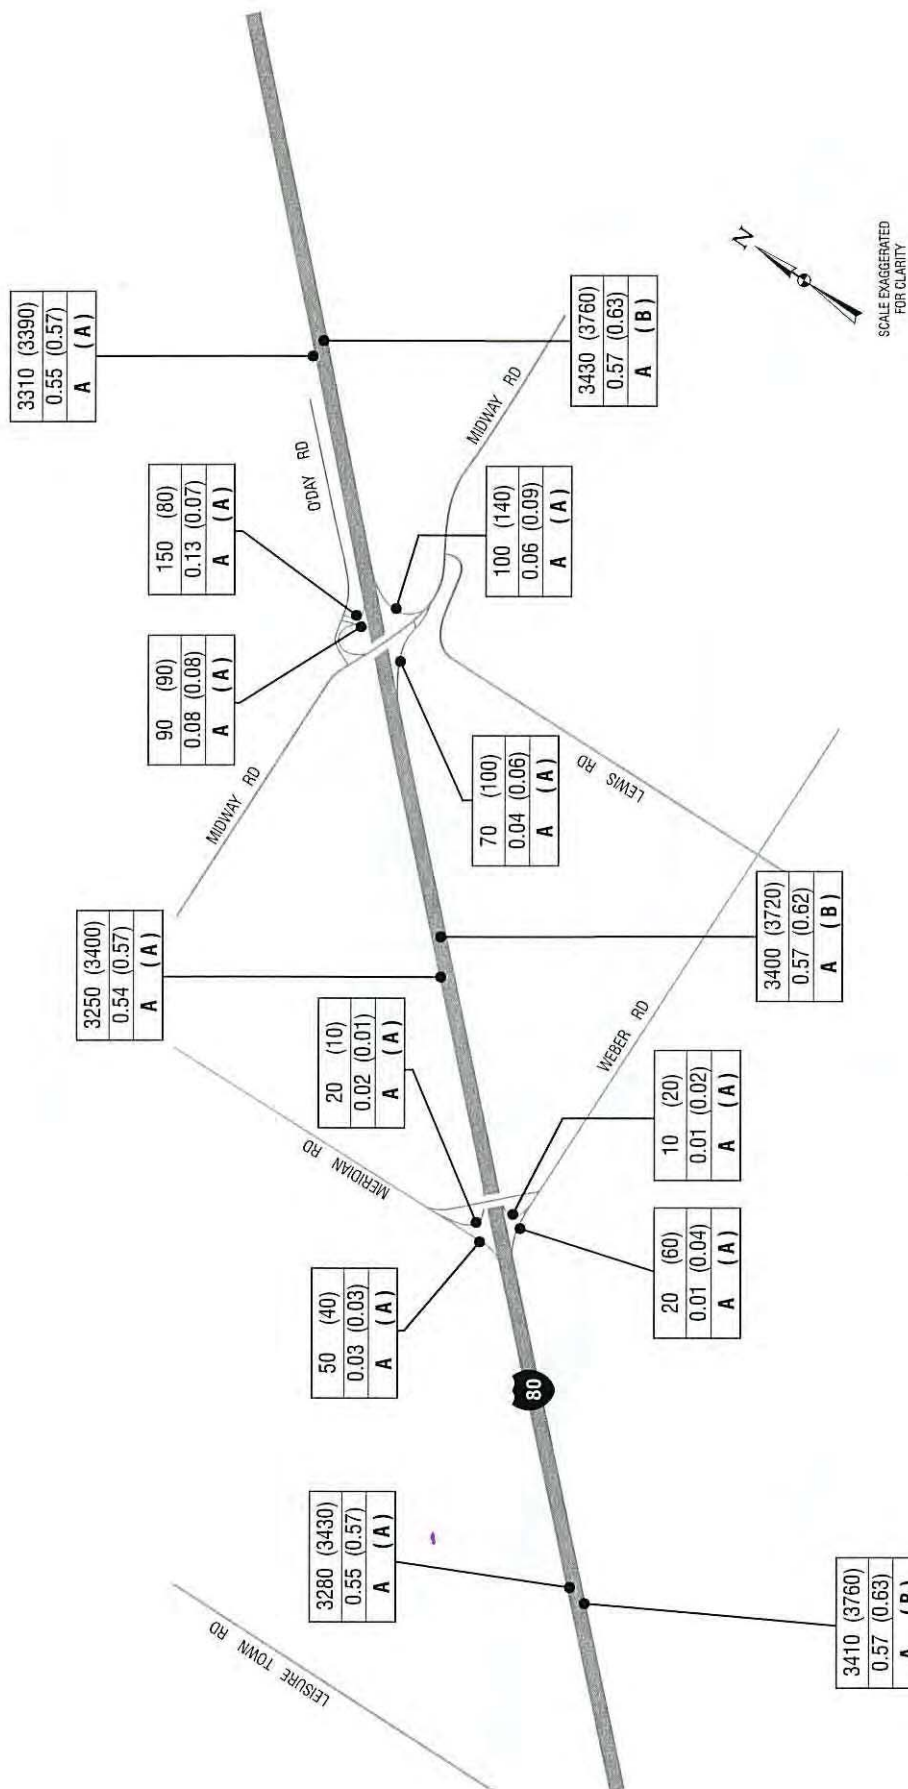 3310 (3390)
0.55 (0.57)
A (A)
150 (80)
0.13 (0.07)
A (A)
90 (90)
0.08 (0.08)
A (A)
3250 (3400)
0.54 (0.57)
A (A)
20 (10)
0.02 (0.01)
A (A)
50 (40)
0.03 (0.03)
A (A)
3280 (3430)
0.55 (0.57)
A (A)
LEISURE TOWN RD
MERIDIAN RD
MIDWAY RD
O'DAY RD
80
3430 (3760)
0.57 (0.63)
A (B)
MIDWAY RD
100 (140)
0.06 (0.09)
A (A)
70 (100)
0.04 (0.06)
A (A)
LEWIS RD
3400 (3720)
0.57 (0.62)
A (B)
WEBER RD
10 (20)
0.01 (0.02)
A (A)
20 (60)
0.01 (0.04)
A (A)
3410 (3760)
0.57 (0.63)
A (B)
N
SCALE EXAGGERATED
FOR CLARITY